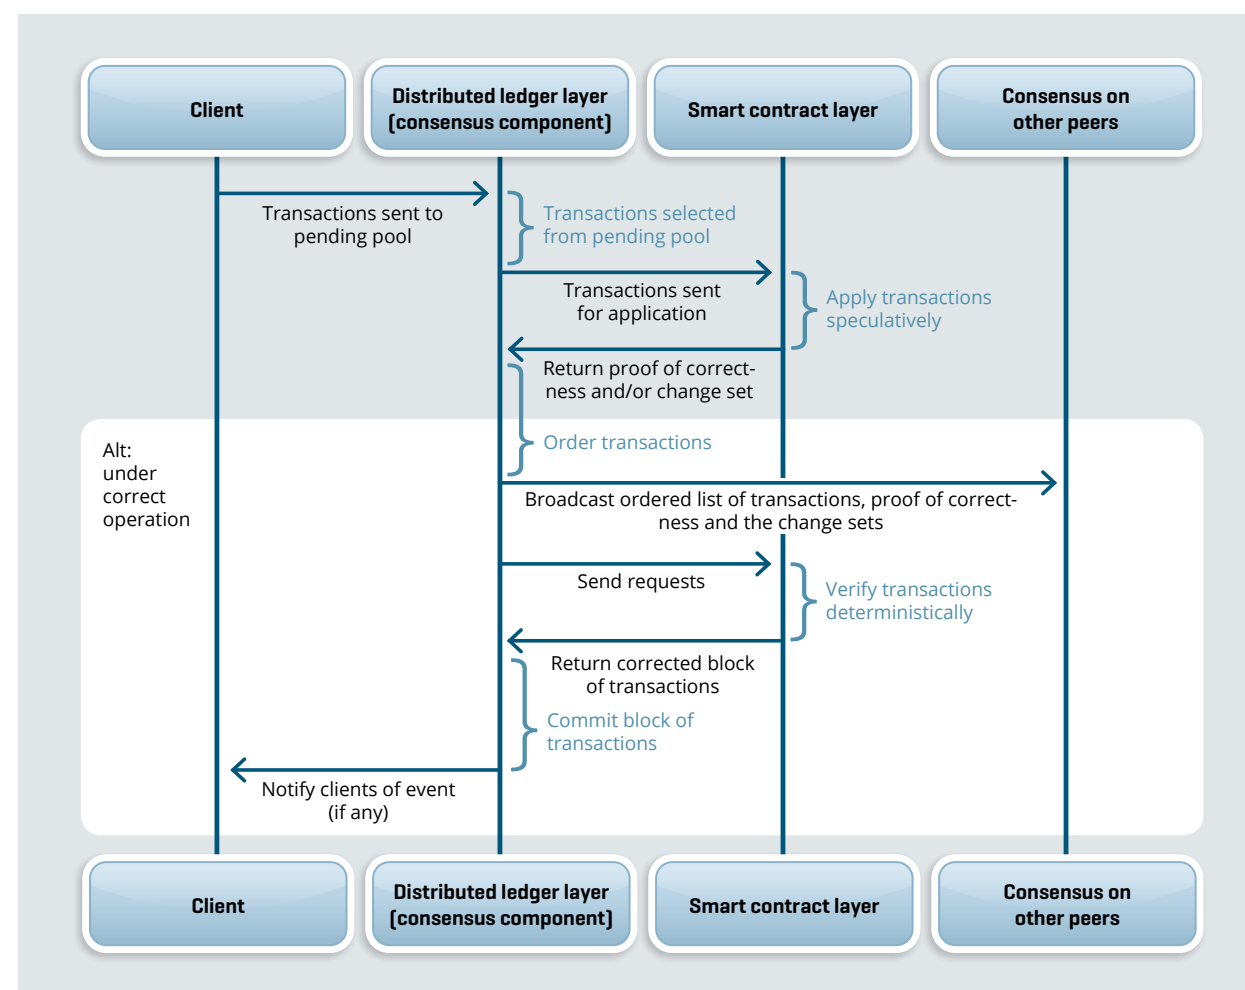 Client
Distributed ledger layer
(consensus component)
Smart contract layer
Consensus on
other peers
Transactions sent to
pending pool
Transactions selected
from pending pool
Transactions sent
for application
Apply transactions
speculatively
Return proof of correct-
ness and/or change set
Alt:
under
correct
operation
Order transactions
Broadcast ordered list of transactions, proof of correct-
ness and the change sets
Send requests
Verify transactions
deterministically
Return corrected block
of transactions
Commit block of
transactions
Notify clients of event
(if any)
Client
Distributed ledger layer
(consensus component)
Smart contract layer
Consensus on
other peers